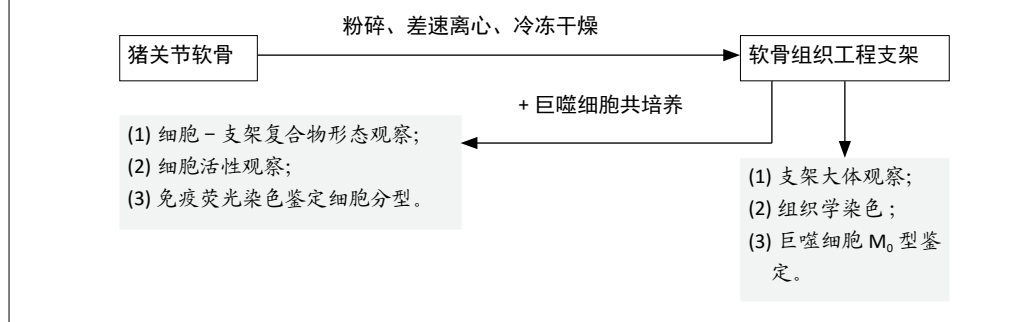 粉碎、差速离心、冷冻干燥
猪关节软骨
软骨组织工程支架
+ 巨噬细胞共培养
(1) 细胞－支架复合物形态观察;
(2) 细胞活性观察;
(3) 免疫荧光染色鉴定细胞分型。
(1) 支架大体观察;
(2) 组织学染色 ;
(3) 巨噬细胞 M₀ 型鉴
定。